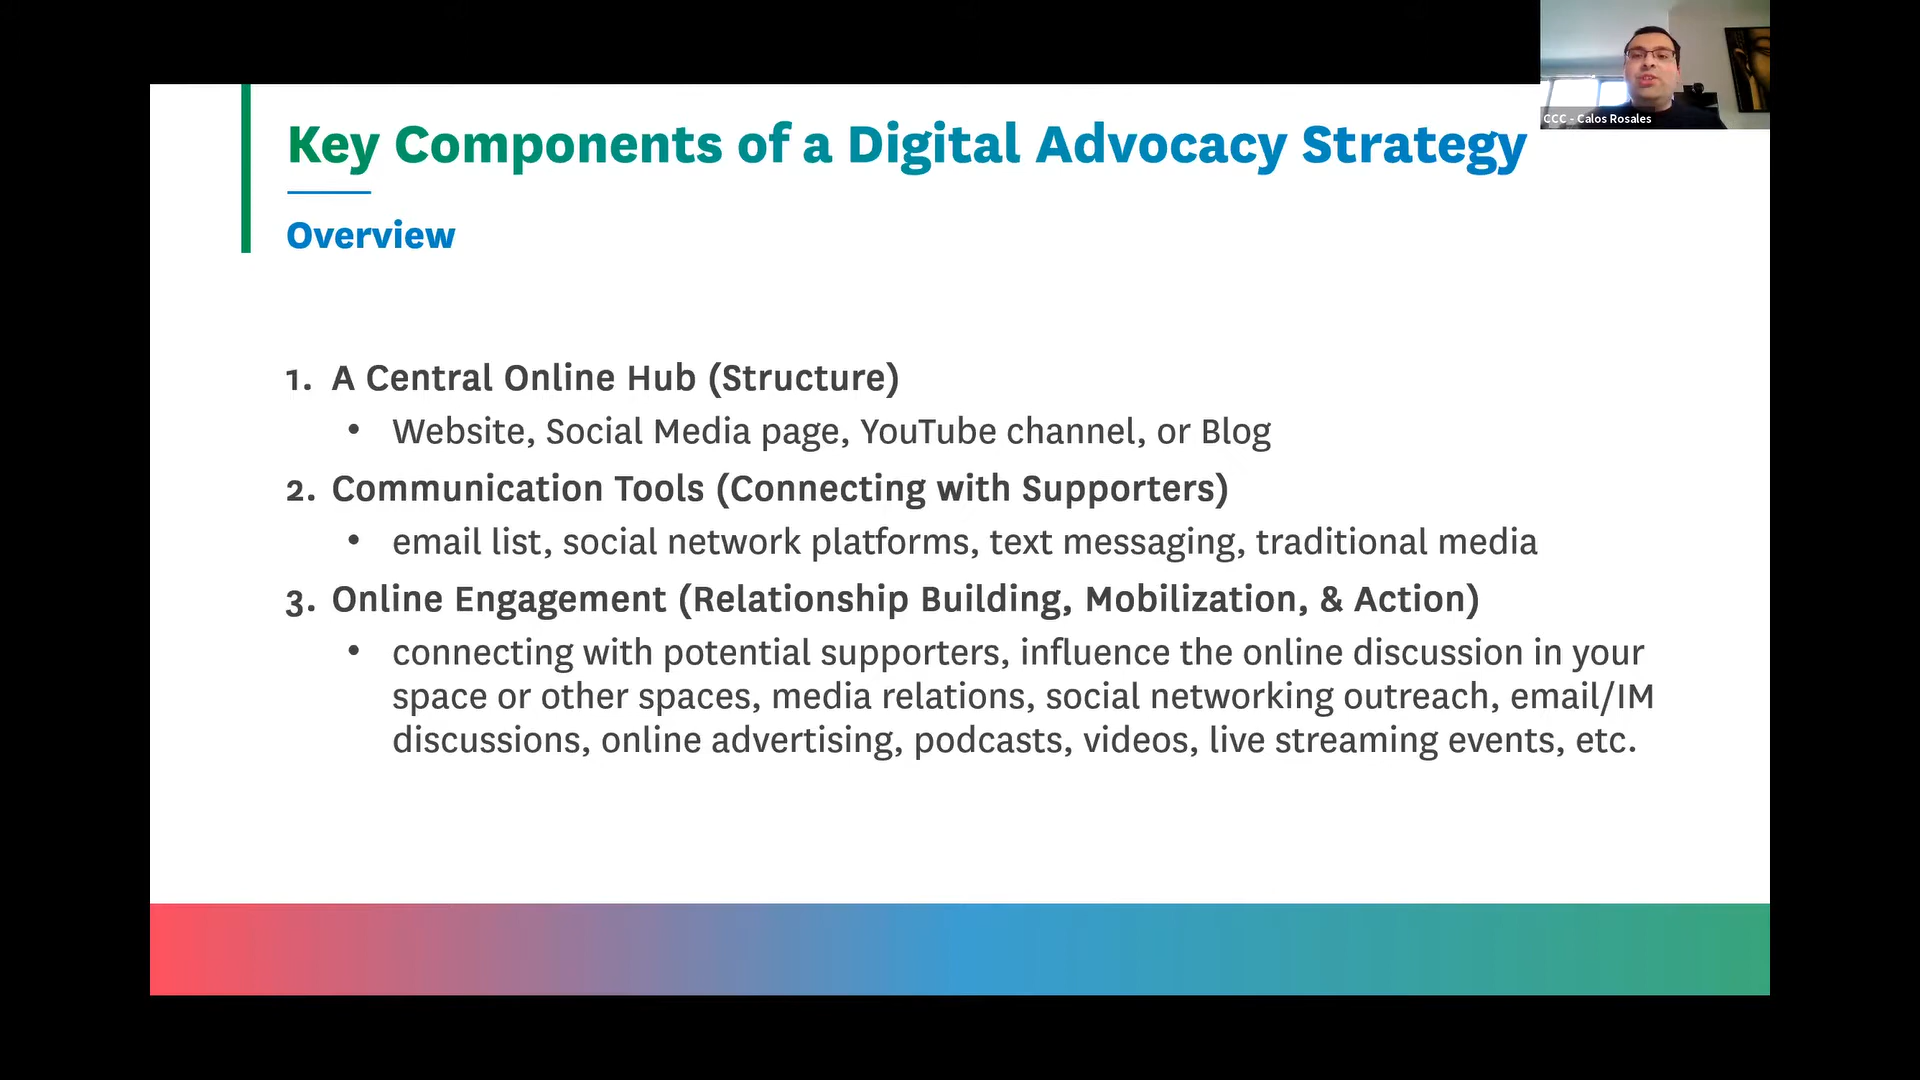 CCC - Calos Rosales
Key Components of a Digital Advocacy Strategy
Overview
1. A Central Online Hub (Structure)
• Website, Social Media page, YouTube channel, or Blog
2. Communication Tools (Connecting with Supporters)
• email list, social network platforms, text messaging, traditional media
3. Online Engagement (Relationship Building, Mobilization, & Action)
• connecting with potential supporters, influence the online discussion in your
space or other spaces, media relations, social networking outreach, email/IM
discussions, online advertising, podcasts, videos, live streaming events, etc.